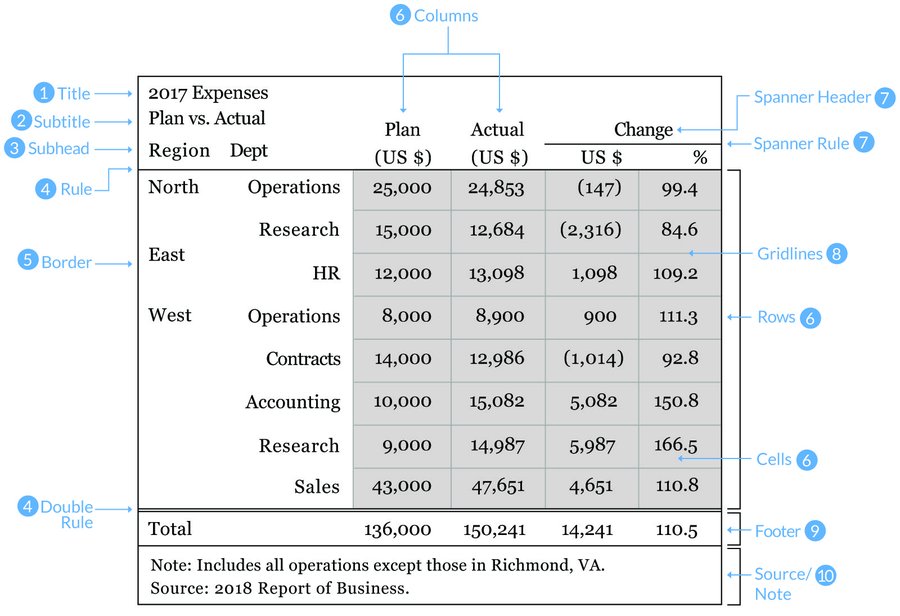 6 Columns
1 Title
2017 Expenses
Spanner Header 7
2 Subtitle
Plan vs. Actual
Plan Actual Change
3 Subhead
Region Dept (US $) (US $) US $ %
Spanner Rule 7
4 Rule
North Operations 25,000 24,853 (147) 99.4
Research 15,000 12,684 (2,316) 84.6
East
Gridlines 8
5 Border
HR 12,000 13,098 1,098 109.2
West Operations 8,000 8,900 900 111.3
Rows 6
Contracts 14,000 12,986 (1,014) 92.8
Accounting 10,000 15,082 5,082 150.8
Research 9,000 14,987 5,987 166.5
Cells 6
Sales 43,000 47,651 4,651 110.8
4 Double
Rule
Total 136,000 150,241 14,241 110.5
Footer 9
Note: Includes all operations except those in Richmond, VA.
Source: 2018 Report of Business.
Source/ 10
Note